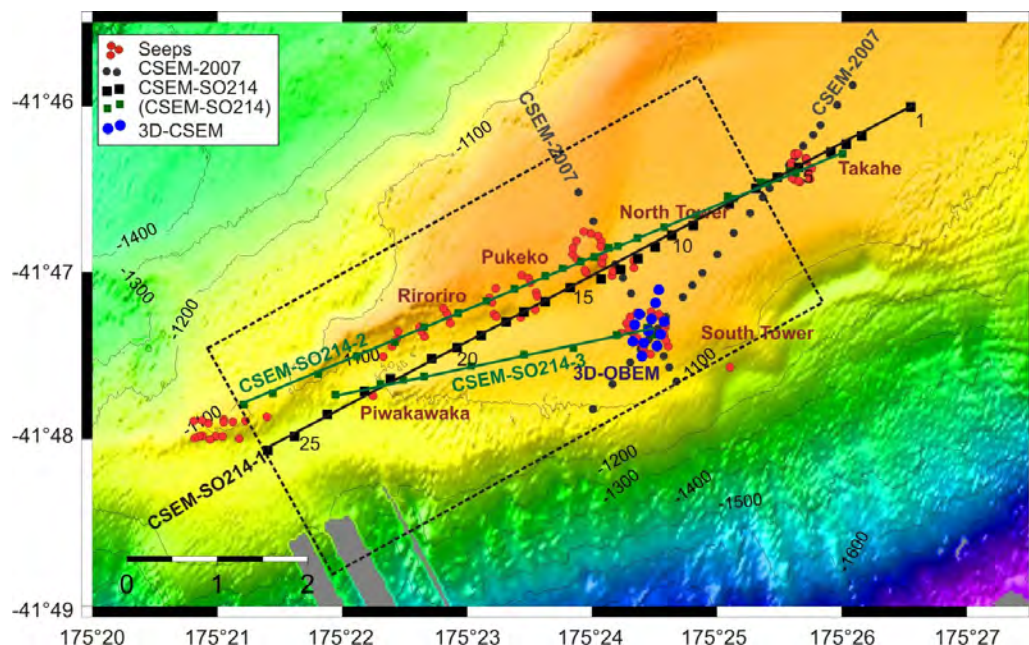 Seeps
CSEM-2007
CSEM-SO214
(CSEM-SO214)
3D-CSEM
-41°46
-41°47
-41°48
-41°49
CSEM-2007
CSEM-2007
1
-1100
5
Takahe
-1400
North Tower
10
-1300
Pukeko
-1200
Riroriro
15
South Tower
CSEM-SO214-2
1100
20
CSEM-SO214-3
3D-OBEM
1100
Piwakawaka
-1100
25
CSEM-SO214-1
-1200
-1300
-1400
-1500
-1600
0 1 2
175°20 175°21 175°22 175°23 175°24 175°25 175°26 175°27